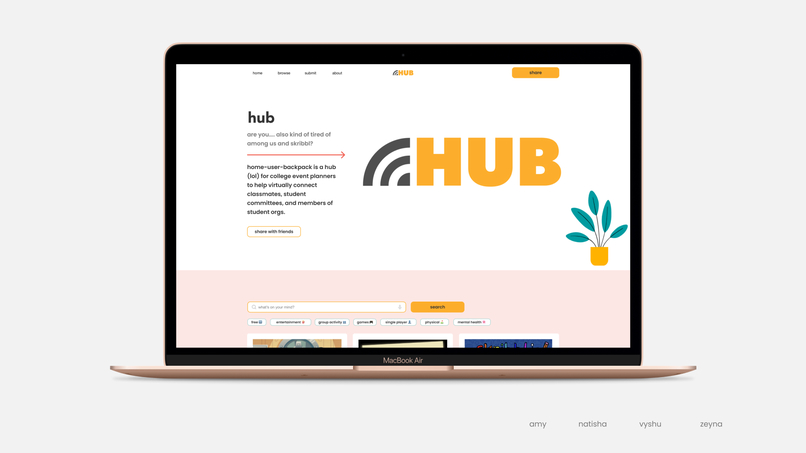 home browse submit about HUB share
hub
are you,... also kind of tired of
among us and skribbl?
HUB
home-user-backpack is a hub
(lol) for college event planners
to help virtually connect
classmates, student
committees, and members of
student orgs.
share with friends
what's on your mind? search
free entertainment group activity games single player physical mental health
MacBook Air
amy natisha vyshu zeyna